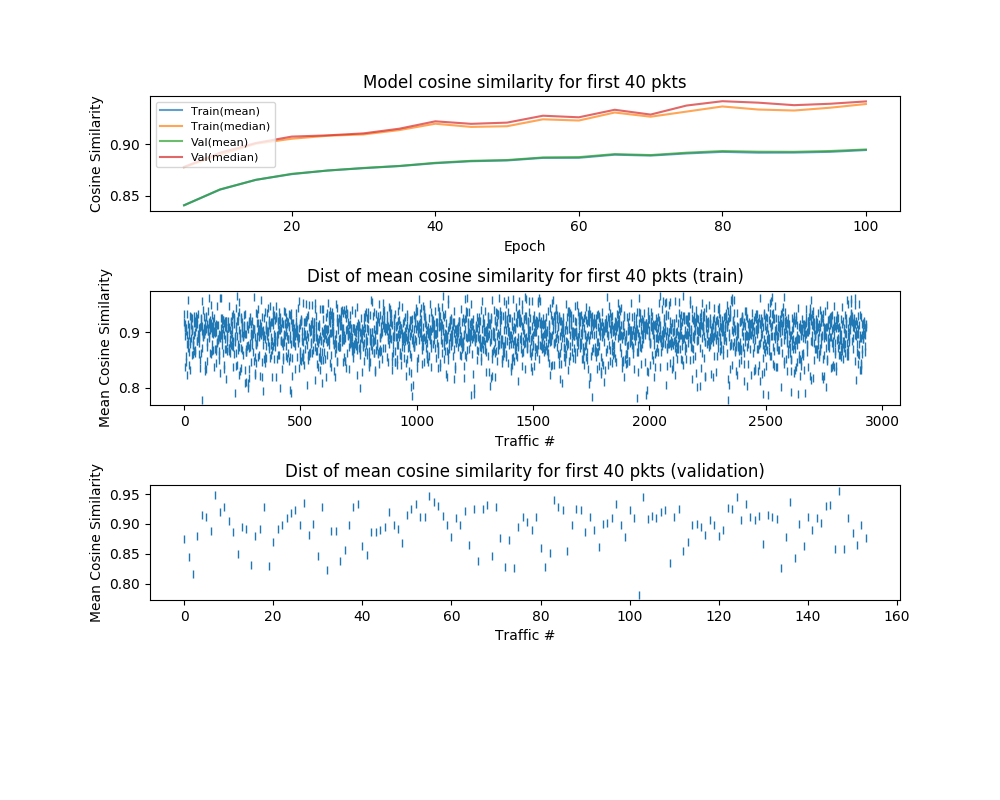 Model cosine similarity for first 40 pkts
Cosine Similarity
0.90
0.85
Train(mean)
Train(median)
Val(mean)
Val(median)
20 40 60 80 100
Epoch
Dist of mean cosine similarity for first 40 pkts (train)
Mean Cosine Similarity
0.9
0.8
0 500 1000 1500 2000 2500 3000
Traffic #
Dist of mean cosine similarity for first 40 pkts (validation)
Mean Cosine Similarity
0.95
0.90
0.85
0.80
0 20 40 60 80 100 120 140 160
Traffic #